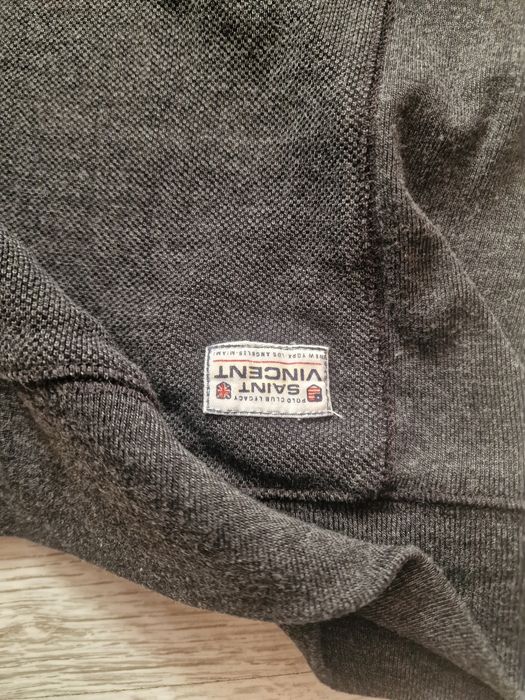 POLO CLUB LEGACY
SAINT
VINCENT
NEW YORK·LOS ANGELES·MIAMI